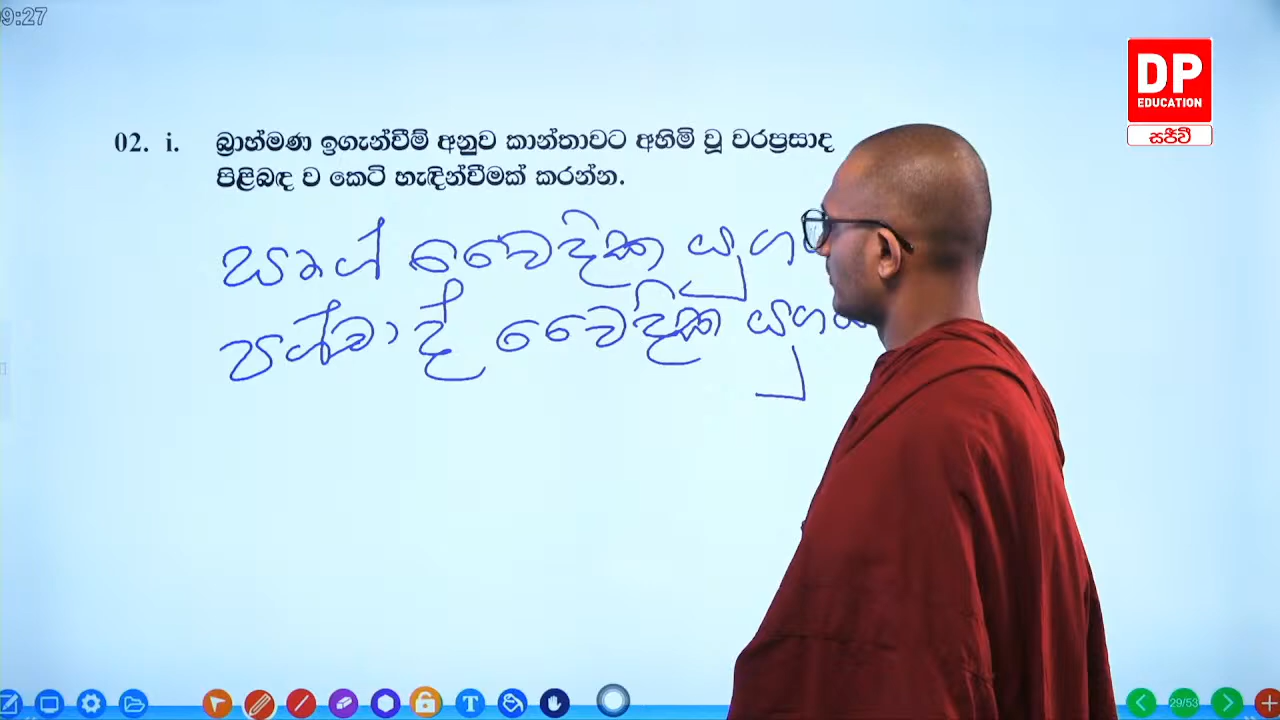 9:27
DP
EDUCATION
සජීවී
02. i. බ්‍රාහ්මණ ඉගැන්වීම් අනුව කාන්තාවට අහිමි වූ වරප්‍රසාද
පිළිබඳ ව කෙටි හැඳින්වීමක් කරන්න.
වෛදික යුග
පශ්චාද් වෛදික යුගය
29/53